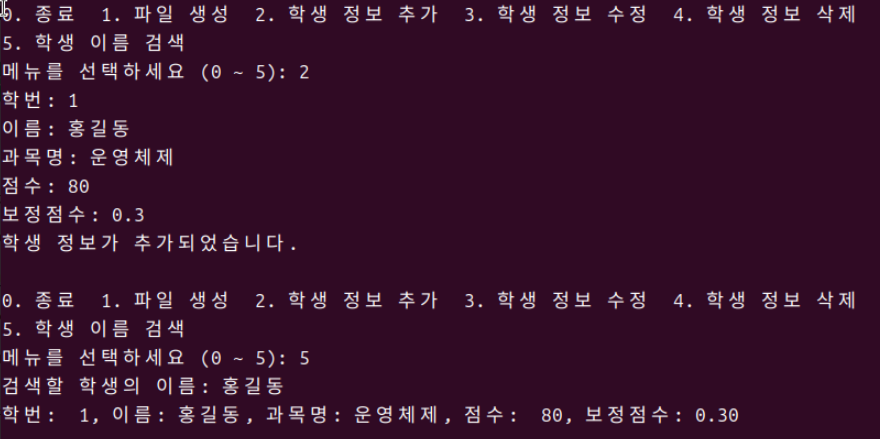 0. 종료  1. 파일 생성  2. 학생 정보 추가  3. 학생 정보 수정  4. 학생 정보 삭제
5. 학생 이름 검색
메뉴를 선택하세요 (0 ~ 5): 2
학번: 1
이름: 홍길동
과목명: 운영체제
점수: 80
보정점수: 0.3
학생 정보가 추가되었습니다.
0. 종료  1. 파일 생성  2. 학생 정보 추가  3. 학생 정보 수정  4. 학생 정보 삭제
5. 학생 이름 검색
메뉴를 선택하세요 (0 ~ 5): 5
검색할 학생의 이름: 홍길동
학번:  1, 이름: 홍길동, 과목명: 운영체제, 점수:  80, 보정점수: 0.30